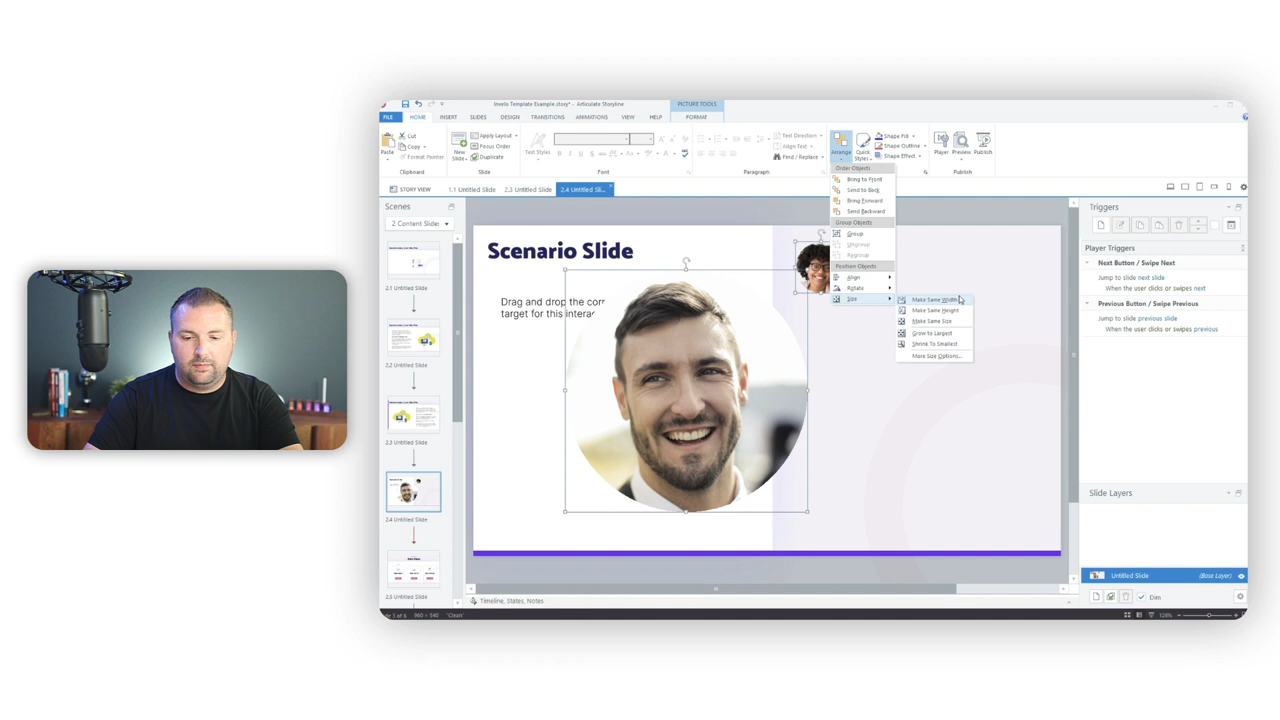 Invelo Template Example.story* - Articulate Storyline
PICTURE TOOLS
FILE
HOME
INSERT
SLIDES
DESIGN
TRANSITIONS
ANIMATIONS
VIEW
HELP
FORMAT
Paste
Cut
Copy
Format Painter
Clipboard
New Slide
Apply Layout
Focus Order
Duplicate
Text Styles
Font
Text Direction
Align Text
Find / Replace
Paragraph
Arrange
Quick Styles
Shape Fill
Shape Outline
Shape Effect
Player
Preview
Publish
Publish
Order Objects
Bring to Front
Send to Back
Bring Forward
Send Backward
Group Objects
Group
Ungroup
Regroup
Position Objects
Align
Rotate
Size
Make Same Width
Make Same Height
Make Same Size
Grow to Largest
Shrink To Smallest
More Size Options...
STORY VIEW
1.1 Untitled Slide
2.3 Untitled Slide
2.4 Untitled Sli...
Scenes
2 Content Slide
2.1 Untitled Slide
2.2 Untitled Slide
2.3 Untitled Slide
2.4 Untitled Slide
2.5 Untitled Slide
Scenario Slide
Drag and drop the corr
target for this interac
Timeline, States, Notes
Triggers
Player Triggers
Next Button / Swipe Next
Jump to slide next slide
When the user clicks or swipes next
Previous Button / Swipe Previous
Jump to slide previous slide
When the user clicks or swipes previous
Slide Layers
Untitled Slide
(Base Layer)
Dim
960 × 540
"Clean"
128%